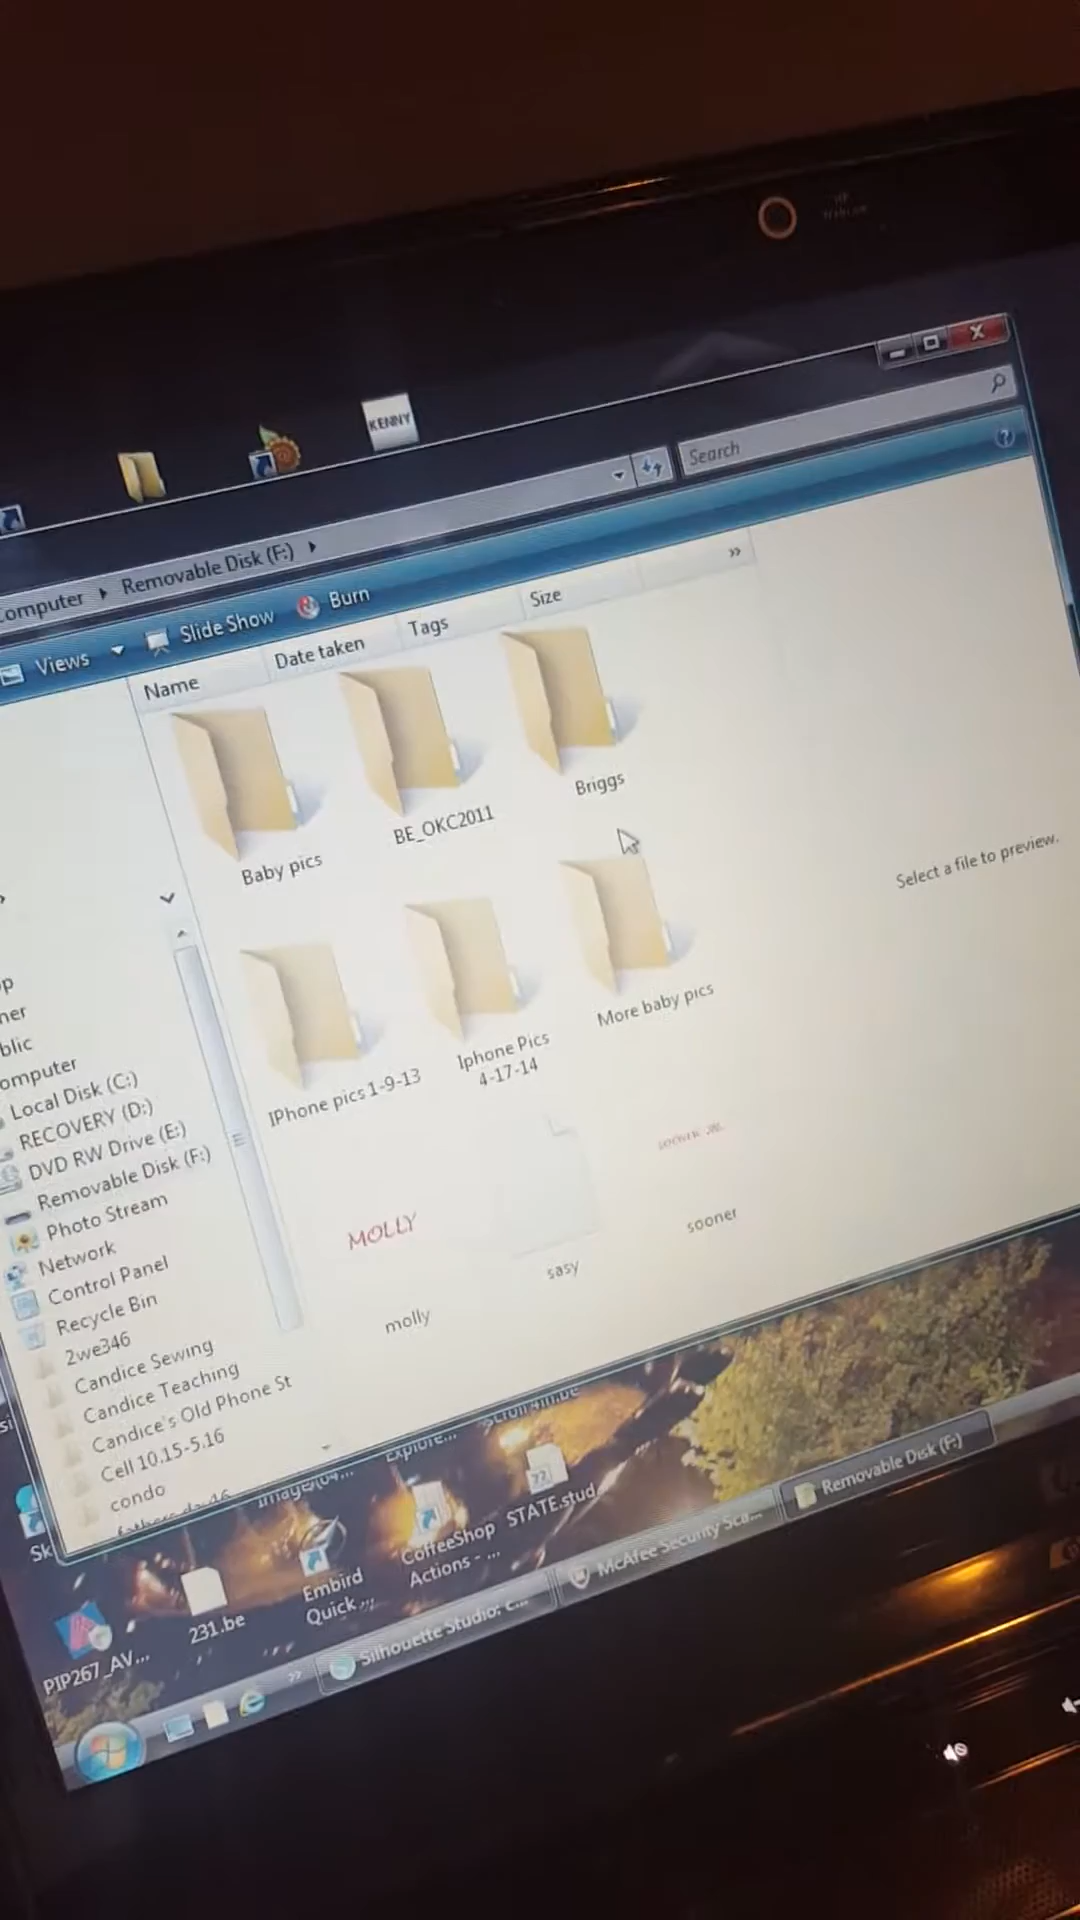 KENNY
Search
Computer
Removable Disk (F:)
Views
Slide Show
Burn
Name
Date taken
Tags
Size
»
Baby pics
BE_OKC2011
Briggs
Select a file to preview.
IPhone pics 1-9-13
Iphone Pics
4-17-14
More baby pics
MOLLY
molly
sasy
sooner
omputer
Local Disk (C:)
RECOVERY (D:)
DVD RW Drive (E:)
Removable Disk (F:)
Photo Stream
Network
Control Panel
Recycle Bin
2we346
Candice Sewing
Candice Teaching
Candice's Old Phone St
Cell 10.15-5.16
condo
Explore...
PIP267_AV...
231.be
Embird
Quick ...
CoffeeShop
Actions - ...
STATE.stud...
»
Silhouette Studio: c...
McAfee Security Sca...
Removable Disk (F:)